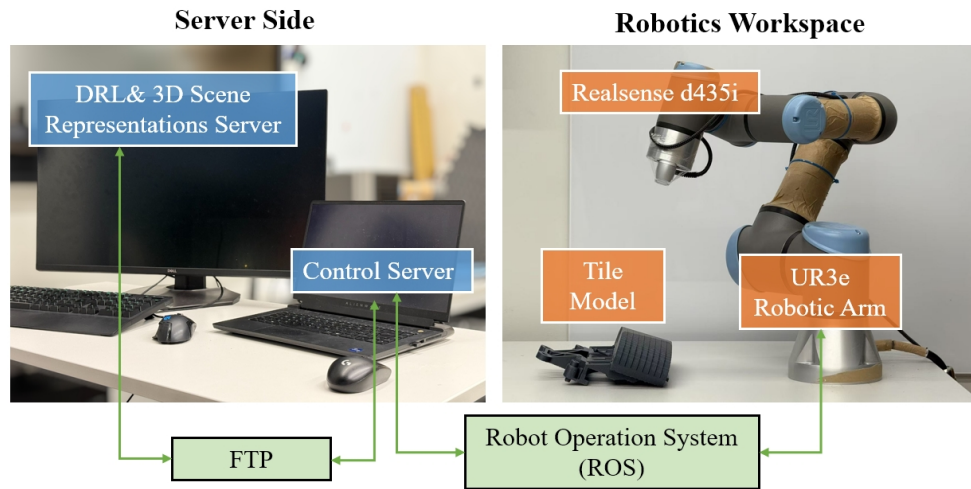 Server Side
Robotics Workspace
DRL& 3D Scene
Representations Server
Control Server
Realsense d435i
Tile
Model
UR3e
Robotic Arm
FTP
Robot Operation System
(ROS)
DELL